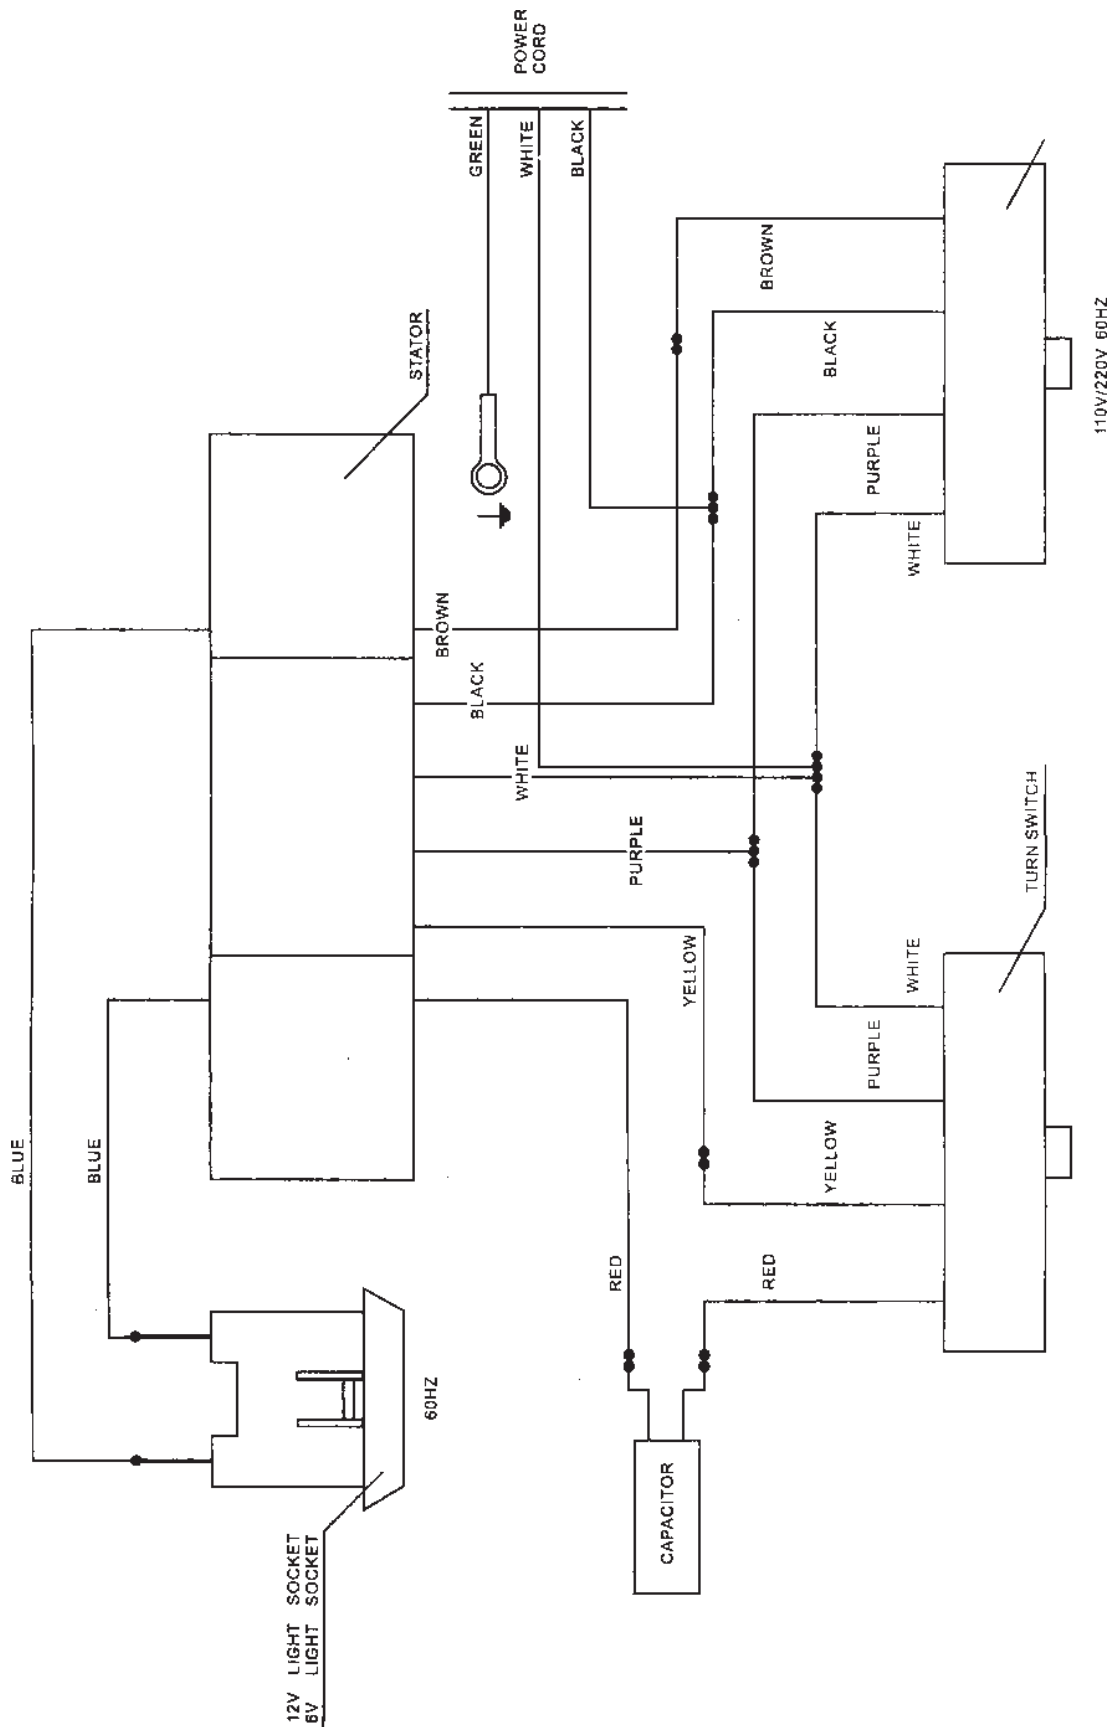 12V LIGHT SOCKET
6V LIGHT SOCKET
60HZ
BLUE
BLUE
STATOR
POWER
CORD
GREEN
WHITE
BLACK
BROWN
BLACK
WHITE
PURPLE
YELLOW
RED
CAPACITOR
RED
YELLOW
PURPLE
WHITE
TURN SWITCH
WHITE
PURPLE
BLACK
BROWN
110V/220V 60HZ